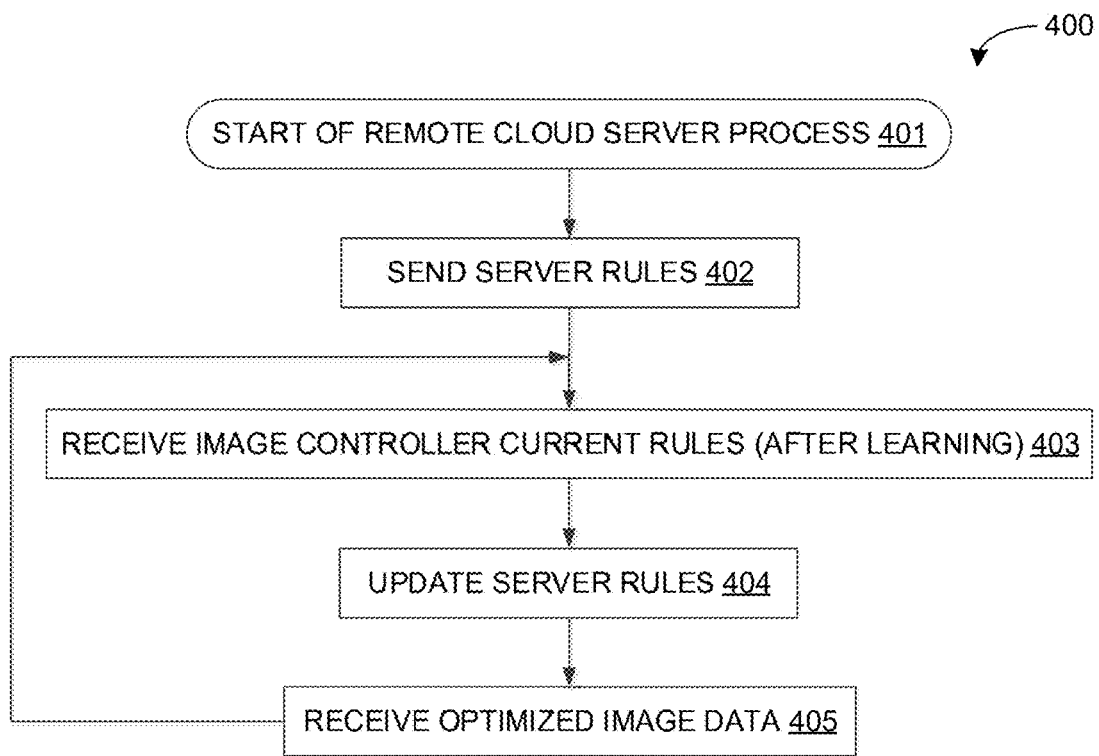 400
START OF REMOTE CLOUD SERVER PROCESS 401
SEND SERVER RULES 402
RECEIVE IMAGE CONTROLLER CURRENT RULES (AFTER LEARNING) 403
UPDATE SERVER RULES 404
RECEIVE OPTIMIZED IMAGE DATA 405